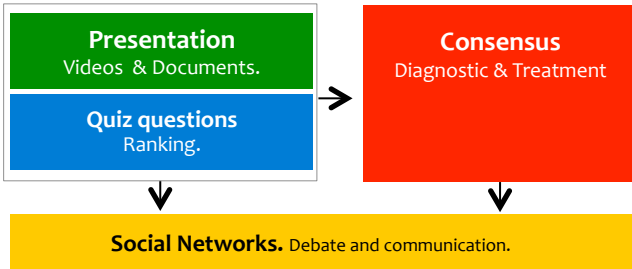 Presentation
Videos & Documents.
Quiz questions
Ranking.
Consensus
Diagnostic & Treatment
Social Networks. Debate and communication.